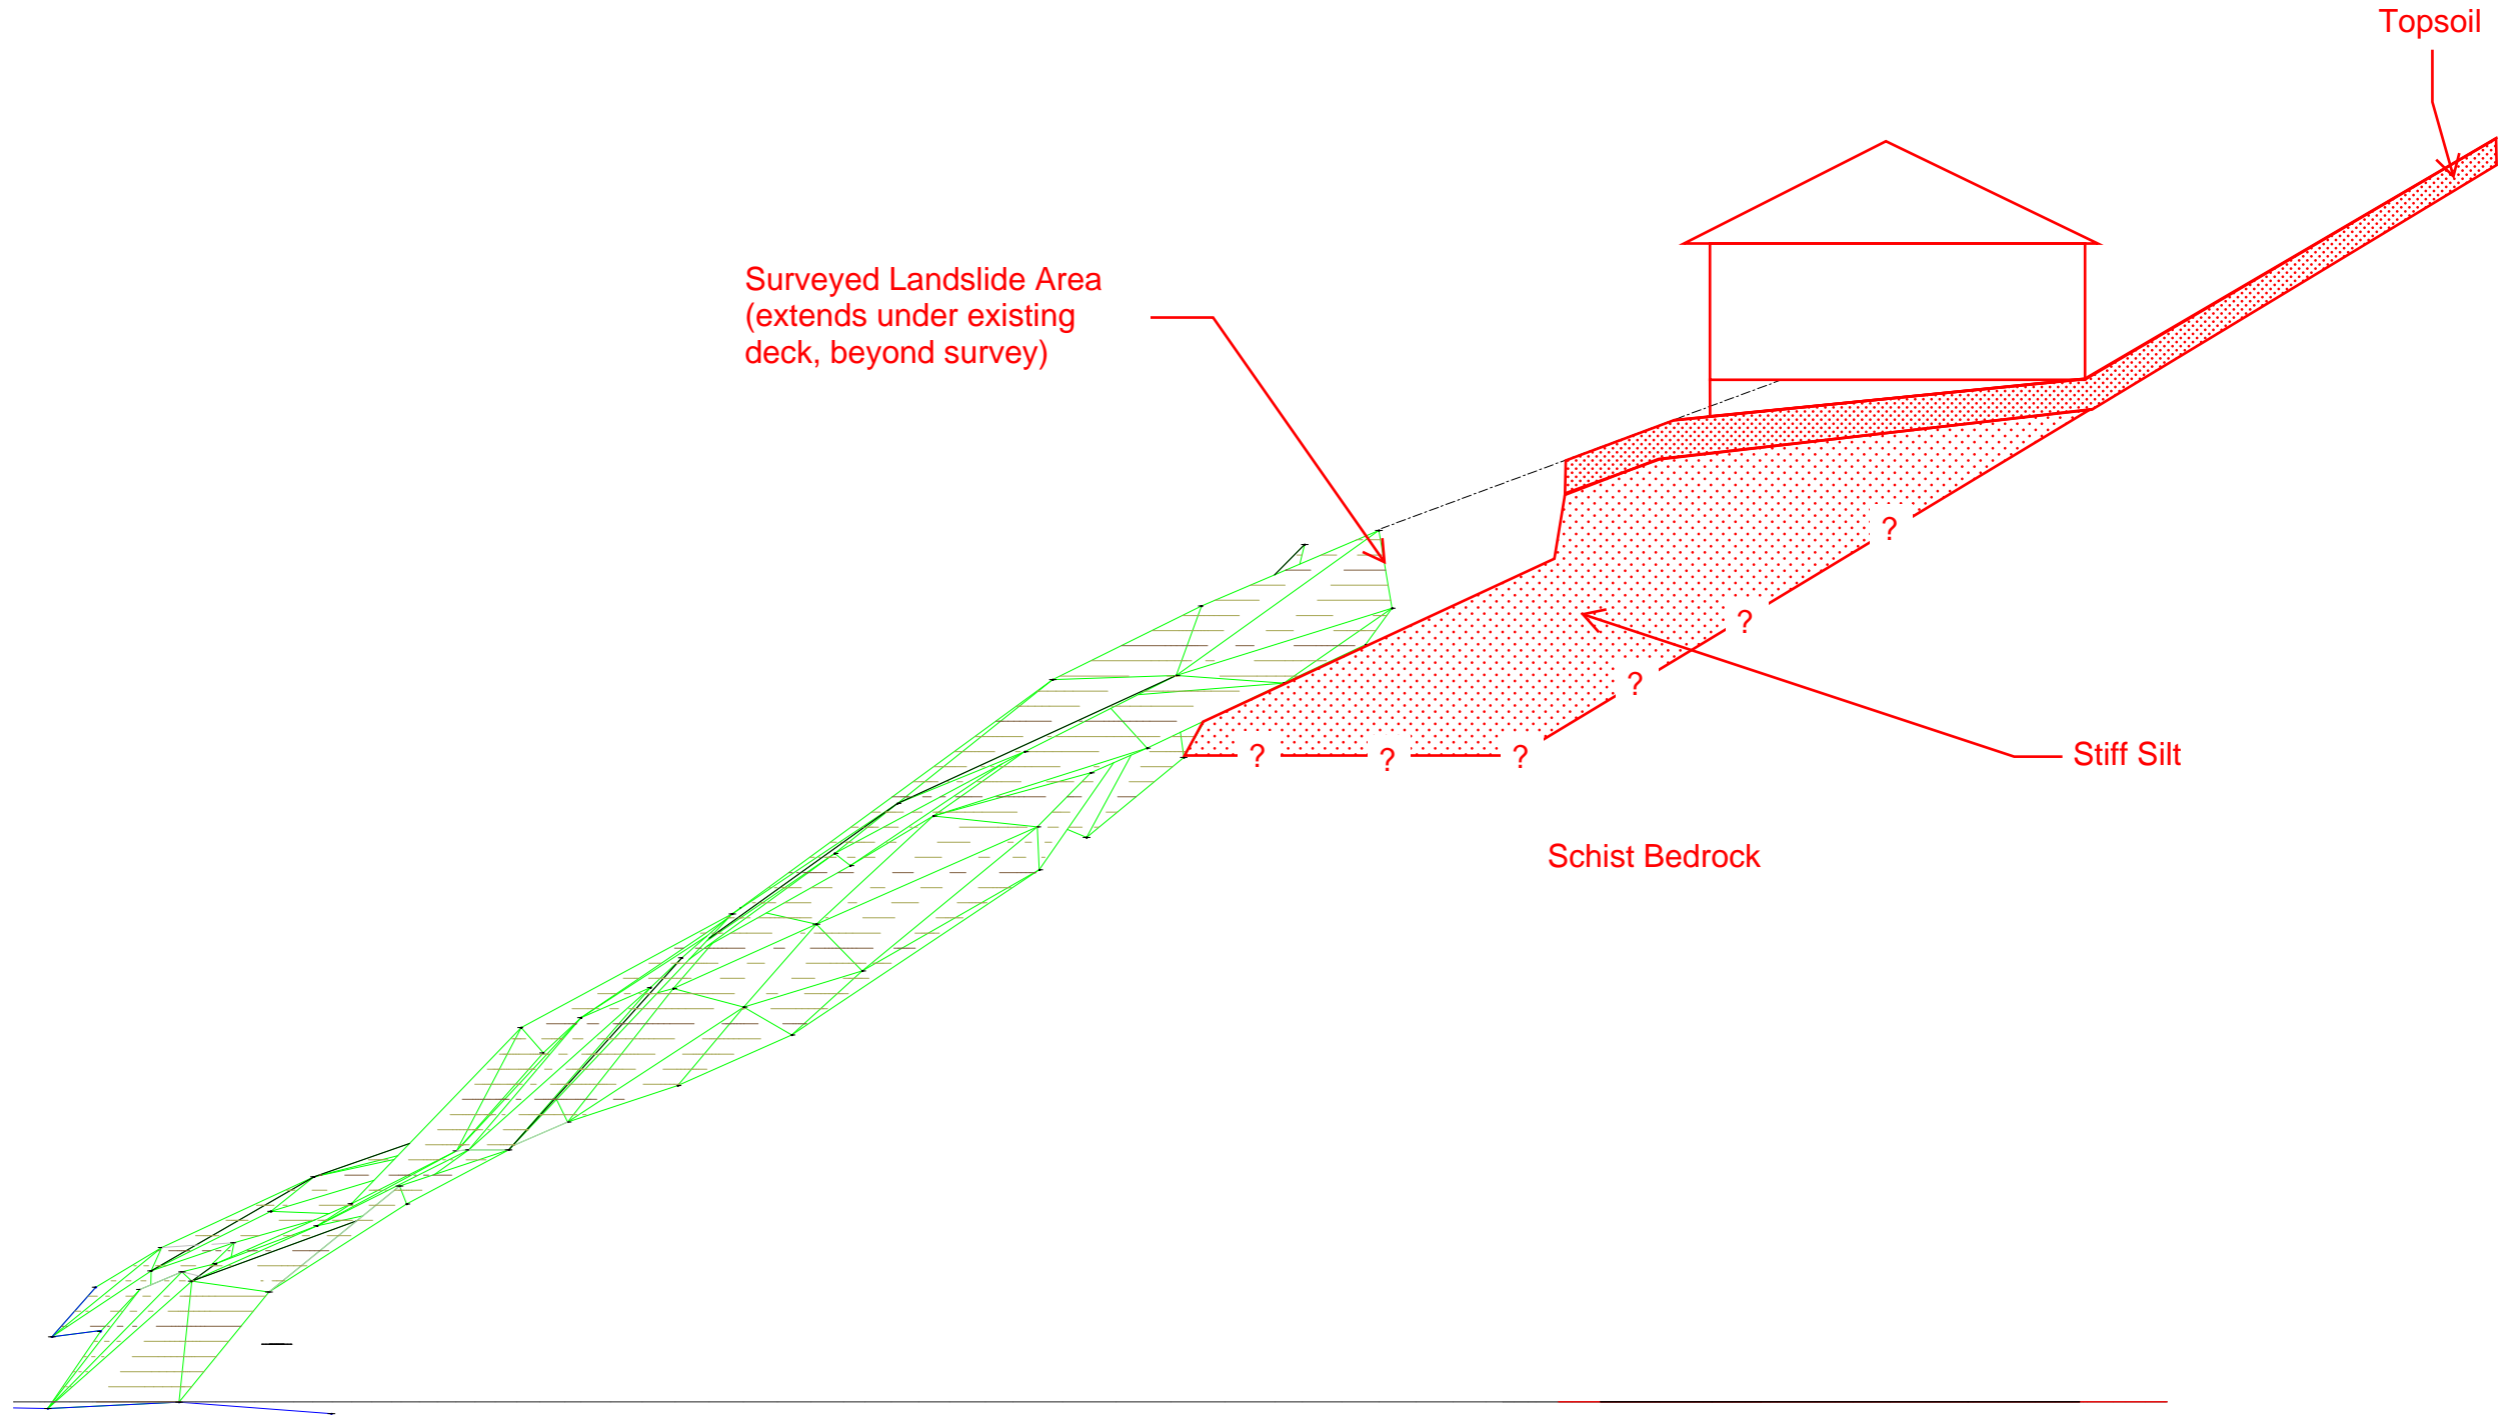 Topsoil
Surveyed Landslide Area
(extends under existing
deck, beyond survey)
?
?
?
?
?
?
Stiff Silt
Schist Bedrock